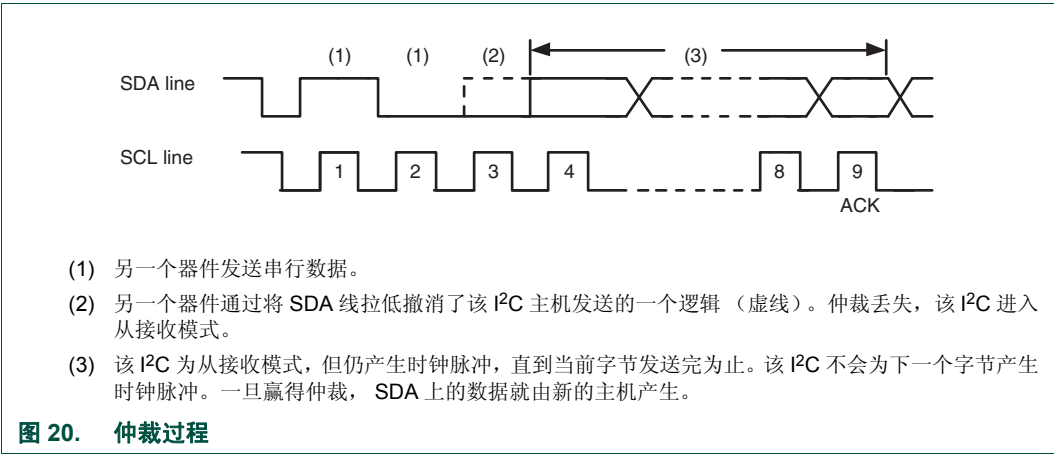 (1) (1) (2) (3)
SDA line
SCL line
1 2 3 4 8 9
ACK
(1) 另一个器件发送串行数据。
(2) 另一个器件通过将 SDA 线拉低撤消了该 I²C 主机发送的一个逻辑 （虚线）。仲裁丢失，该 I²C 进入
从接收模式。
(3) 该 I²C 为从接收模式，但仍产生时钟脉冲，直到当前字节发送完为止。该 I²C 不会为下一个字节产生
时钟脉冲。一旦赢得仲裁， SDA 上的数据就由新的主机产生。
图 20. 仲裁过程